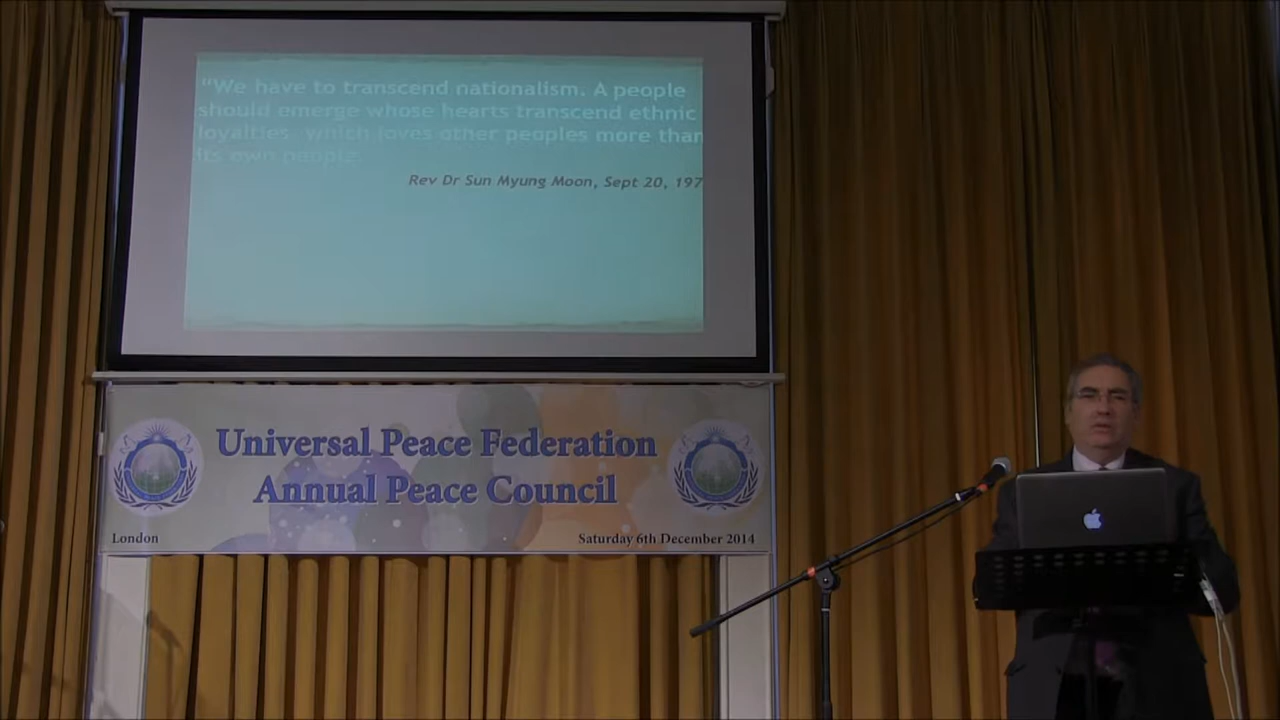 "We have to transcend nationalism. A people
should emerge whose hearts transcend ethnic
loyalties, which loves other peoples more than
its own people
Rev Dr Sun Myung Moon, Sept 20, 197
Universal Peace Federation
Annual Peace Council
London
Saturday 6th December 2014